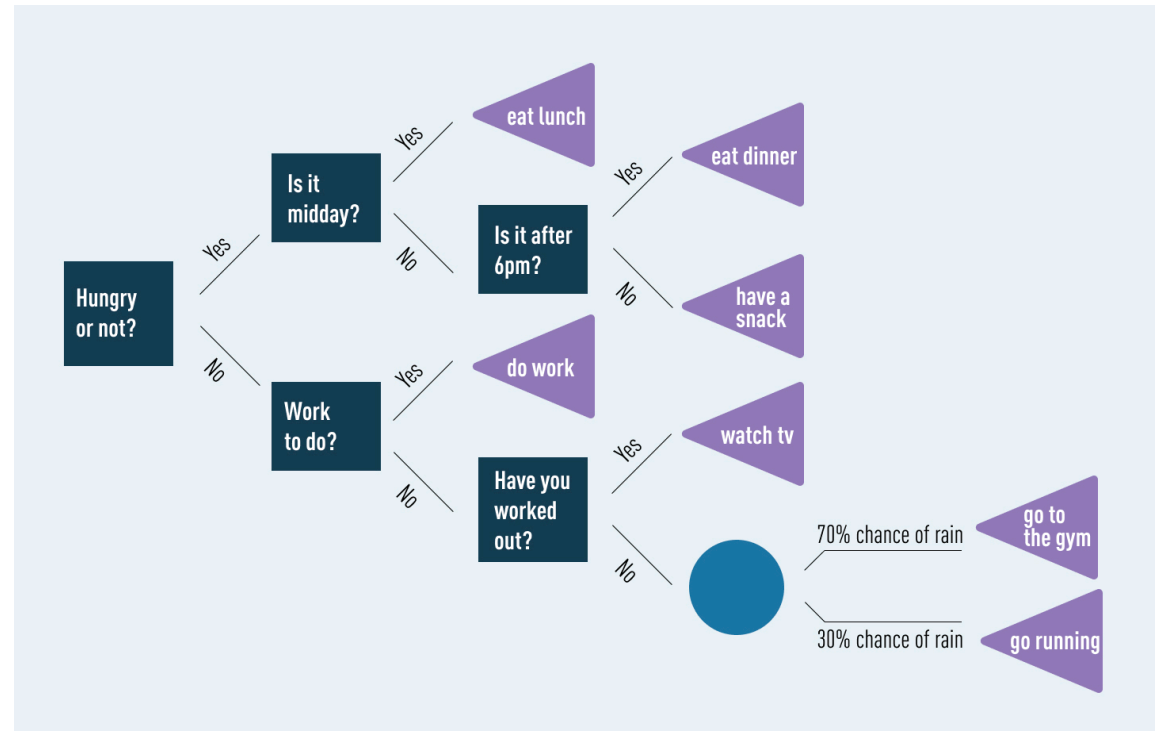 eat lunch
Yes
eat dinner
Is it
midday?
Yes
Is it after
6pm?
Yes
No
Hungry
or not?
No
have a
snack
No
do work
Yes
Work
to do?
watch tv
Yes
No
Have you
worked
out?
No
70% chance of rain
go to
the gym
30% chance of rain
go running